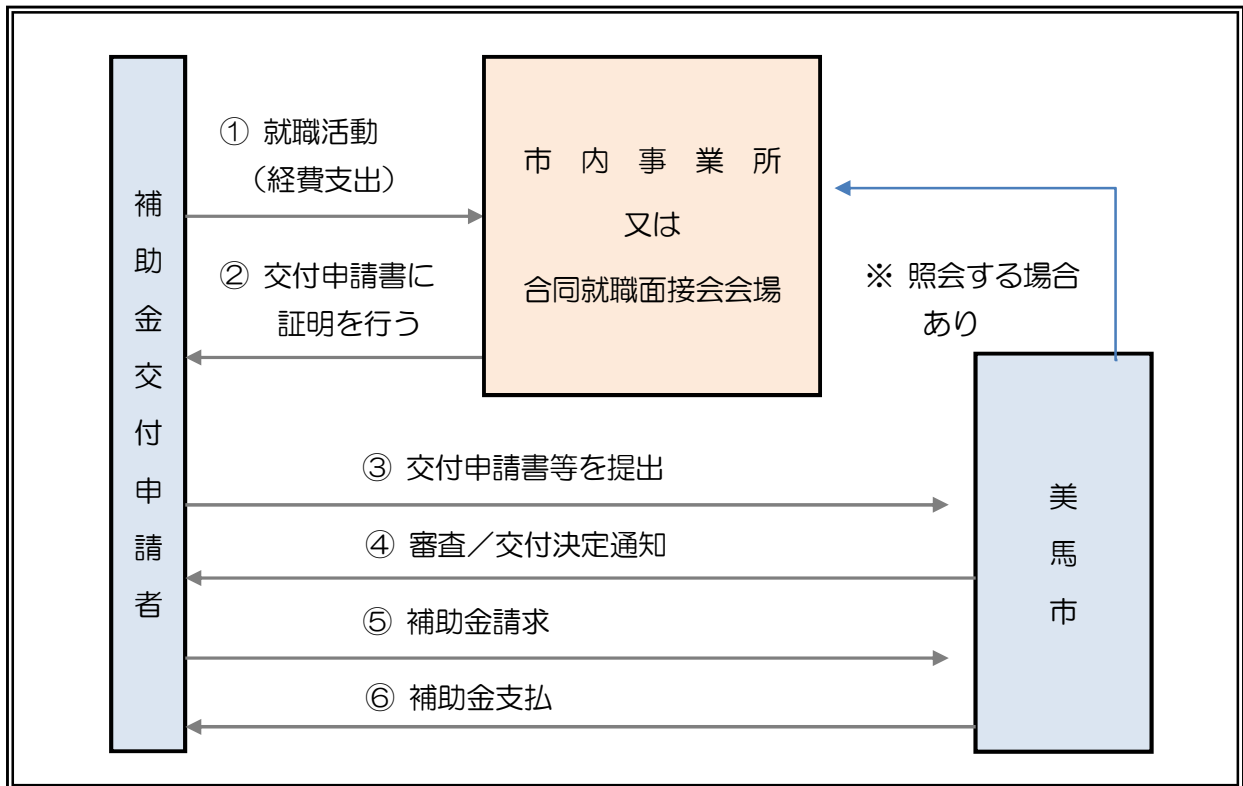 補助金交付申請者
① 就職活動
（経費支出）
② 交付申請書に
証明を行う
市内事業所
又は
合同就職面接会会場
※ 照会する場合
あり
③ 交付申請書等を提出
④ 審査／交付決定通知
⑤ 補助金請求
⑥ 補助金支払
美馬市